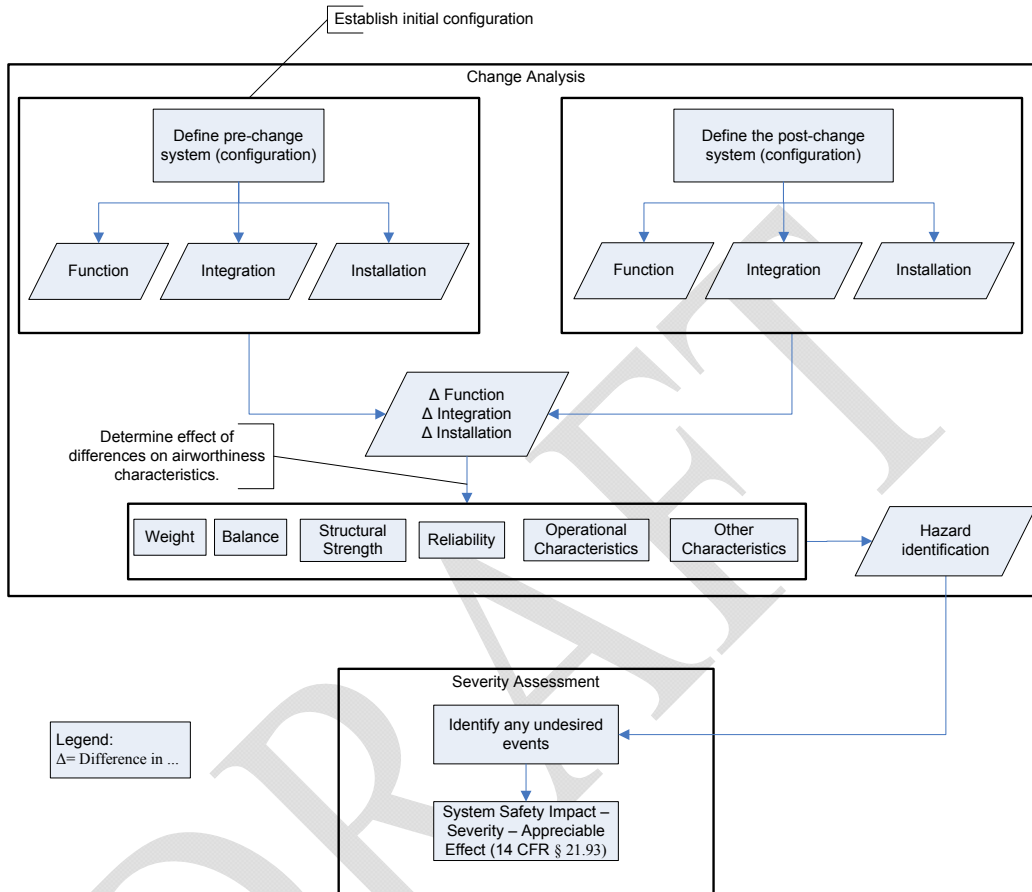 Establish initial configuration
Change Analysis
Define pre-change
system (configuration)
Function
Integration
Installation
Define the post-change
system (configuration)
Function
Integration
Installation
Δ Function
Δ Integration
Δ Installation
Determine effect of
differences on airworthiness
characteristics.
Weight
Balance
Structural
Strength
Reliability
Operational
Characteristics
Other
Characteristics
Hazard
identification
Severity Assessment
Identify any undesired
events
System Safety Impact –
Severity – Appreciable
Effect (14 CFR § 21.93)
Legend:
Δ= Difference in ...
DRAFT